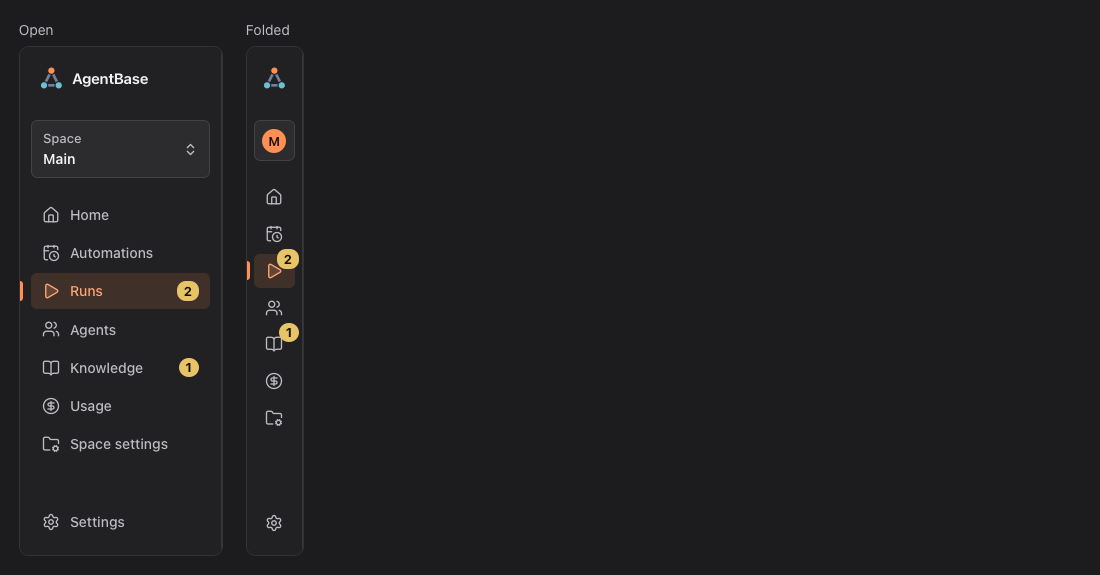 Open
AgentBase
Space
Main
Home
Automations
Runs 2
Agents
Knowledge 1
Usage
Space settings
Settings
Folded
M
2
1